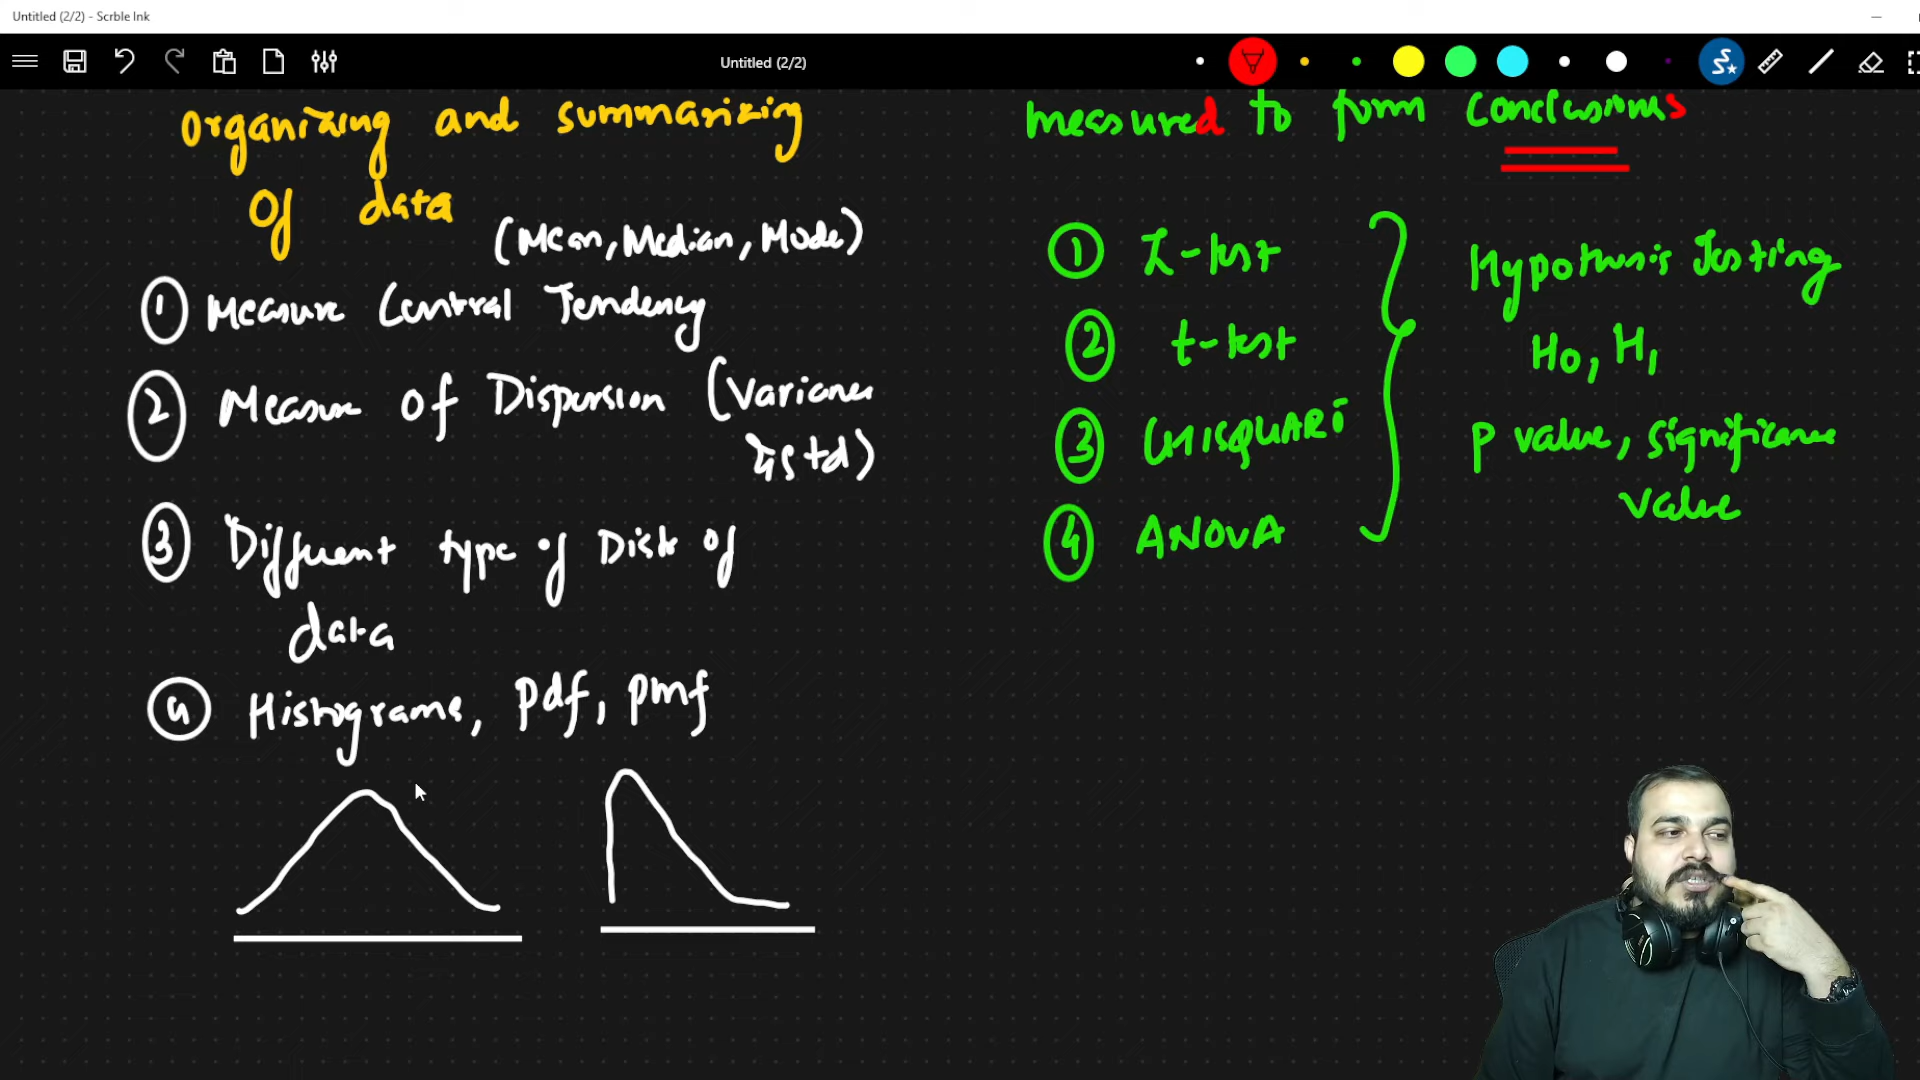 Untitled (2/2) - Scrble Ink
Untitled (2/2)
organizing and summarizing
of data
(Mean, Median, Mode)
① Measure Central Tendency
② Measure of Dispersion (Variance
std)
③ Different type of Distr of
data
④ Histograms, pdf, pmf
measured to form conclusions
① Z-test
② t-test
③ CHISQUARE
④ ANOVA
Hypothesis Testing
H0, H1
P value, significance
value